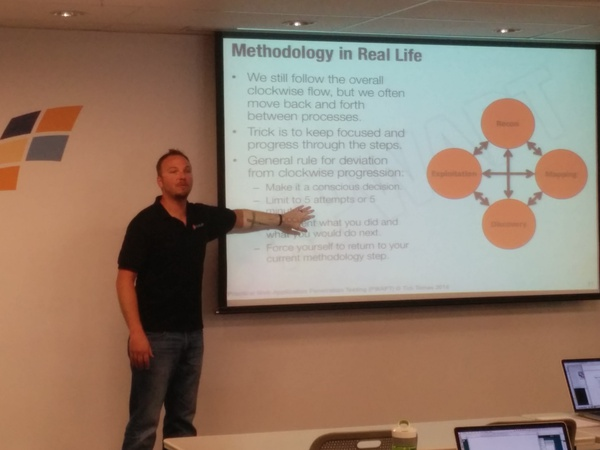 Methodology in Real Life
• We still follow the overall
clockwise flow, but we often
move back and forth
between processes.
• Trick is to keep focused and
progress through the steps.
• General rule for deviation
from clockwise progression:
– Make it a conscious decision.
– Limit to 5 attempts or 5
what you did and
what you would do next.
– Force yourself to return to your
current methodology step.
Recon
Exploitation
Mapping
Discovery